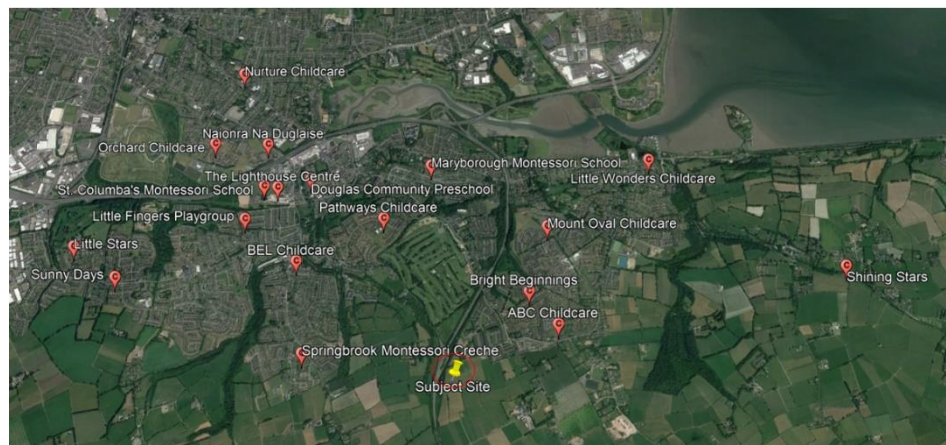 Nurture Childcare
Naionra Na Duglaise
Orchard Childcare
Maryborough Montessori School
Little Wonders Childcare
The Lighthouse Centre
St. Columba's Montessori School
Douglas Community Preschool
Little Fingers Playgroup
Pathways Childcare
Mount Oval Childcare
Little Stars
BEL Childcare
Sunny Days
Bright Beginnings
Shining Stars
ABC Childcare
Springbrook Montessori Creche
Subject Site